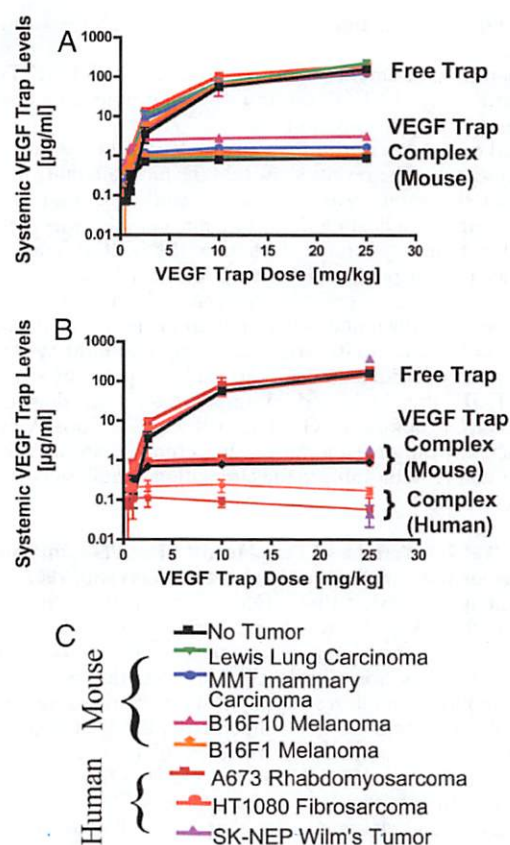 A
Systemic VEGF Trap Levels
[µg/ml]
1000
100
10
1
0.1
0.01
0
5
10
15
20
25
30
VEGF Trap Dose [mg/kg]
Free Trap
VEGF Trap
Complex
(Mouse)
B
Systemic VEGF Trap Levels
[µg/ml]
1000
100
10
1
0.1
0.01
0
5
10
15
20
25
30
VEGF Trap Dose [mg/kg]
Free Trap
VEGF Trap
Complex
(Mouse)
Complex
(Human)
C
Mouse
No Tumor
Lewis Lung Carcinoma
MMT mammary
Carcinoma
B16F10 Melanoma
B16F1 Melanoma
Human
A673 Rhabdomyosarcoma
HT1080 Fibrosarcoma
SK-NEP Wilm's Tumor